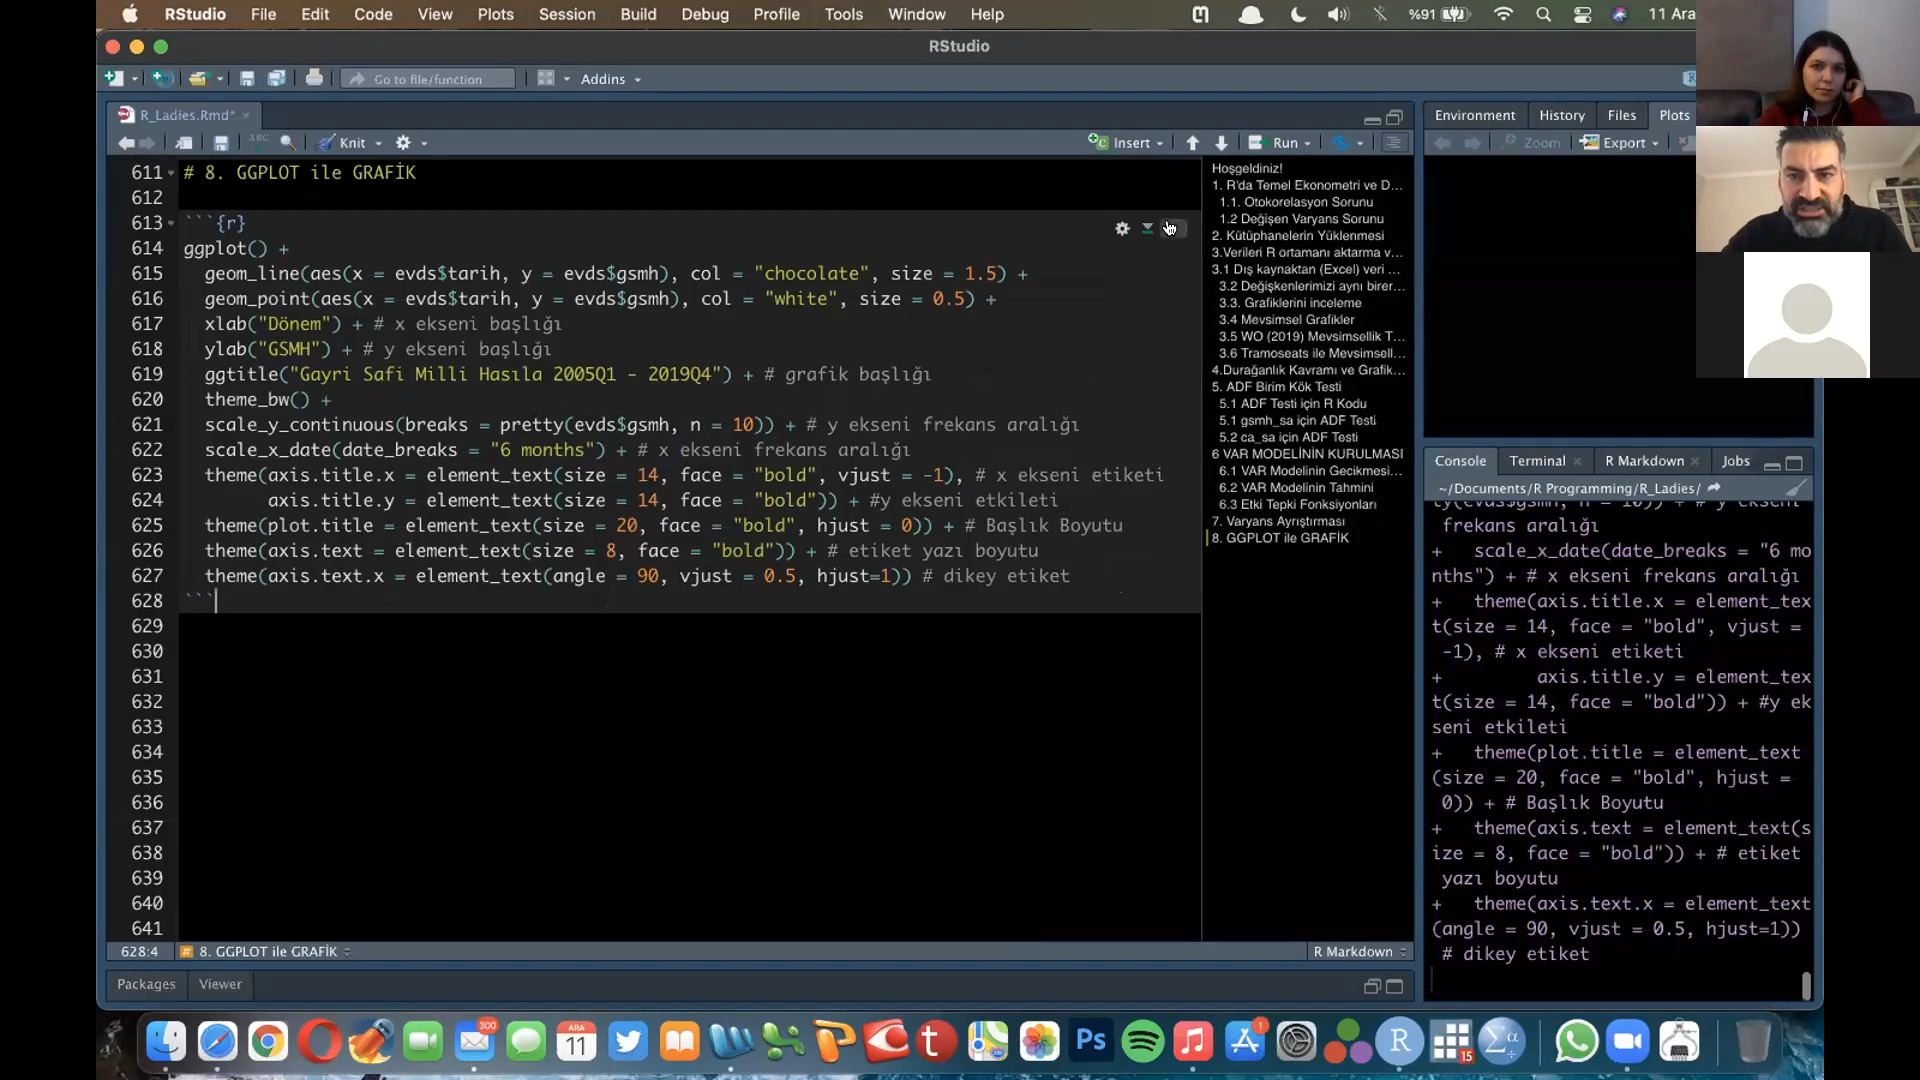 RStudio File Edit Code View Plots Session Build Debug Profile Tools Window Help %91 11 Ara
RStudio
Go to file/function Addins
R_Ladies.Rmd*
Knit Insert Run
611 # 8. GGPLOT ile GRAFİK
612
613 ```{r}
614 ggplot() +
615 geom_line(aes(x = evds$tarih, y = evds$gsmh), col = "chocolate", size = 1.5) +
616 geom_point(aes(x = evds$tarih, y = evds$gsmh), col = "white", size = 0.5) +
617 xlab("Dönem") + # x ekseni başlığı
618 ylab("GSMH") + # y ekseni başlığı
619 ggtitle("Gayri Safi Milli Hasıla 2005Q1 - 2019Q4") + # grafik başlığı
620 theme_bw() +
621 scale_y_continuous(breaks = pretty(evds$gsmh, n = 10)) + # y ekseni frekans aralığı
622 scale_x_date(date_breaks = "6 months") + # x ekseni frekans aralığı
623 theme(axis.title.x = element_text(size = 14, face = "bold", vjust = -1), # x ekseni etiketi
624 axis.title.y = element_text(size = 14, face = "bold")) + #y ekseni etkileti
625 theme(plot.title = element_text(size = 20, face = "bold", hjust = 0)) + # Başlık Boyutu
626 theme(axis.text = element_text(size = 8, face = "bold")) + # etiket yazı boyutu
627 theme(axis.text.x = element_text(angle = 90, vjust = 0.5, hjust=1)) # dikey etiket
628 ```
629
630
631
632
633
634
635
636
637
638
639
640
641
628:4 8. GGPLOT ile GRAFİK R Markdown
Packages Viewer
Hoşgeldiniz!
1. R'da Temel Ekonometri ve D...
1.1. Otokorelasyon Sorunu
1.2 Değişen Varyans Sorunu
2. Kütüphanelerin Yüklenmesi
3.Verileri R ortamanı aktarma v...
3.1 Dış kaynaktan (Excel) veri ...
3.2 Değişkenlerimizi aynı birer...
3.3. Grafiklerini inceleme
3.4 Mevsimsel Grafikler
3.5 WO (2019) Mevsimsellik T...
3.6 Tramoseats ile Mevsimsell...
4.Durağanlık Kavramı ve Grafik...
5. ADF Birim Kök Testi
5.1 ADF Testi için R Kodu
5.1 gsmh_sa için ADF Testi
5.2 ca_sa için ADF Testi
6 VAR MODELİNİN KURULMASI
6.1 VAR Modelinin Gecikmesi...
6.2 VAR Modelinin Tahmini
6.3 Etki Tepki Fonksiyonları
7. Varyans Ayrıştırması
8. GGPLOT ile GRAFİK
Environment History Files Plots
Zoom Export
Console Terminal R Markdown Jobs
~/Documents/R Programming/R_Ladies/
ty(evds$gsmh, n = 10)) + # y ekseni
frekans aralığı
+ scale_x_date(date_breaks = "6 mo
nths") + # x ekseni frekans aralığı
+ theme(axis.title.x = element_tex
t(size = 14, face = "bold", vjust =
-1), # x ekseni etiketi
+ axis.title.y = element_tex
t(size = 14, face = "bold")) + #y ek
seni etkileti
+ theme(plot.title = element_text
(size = 20, face = "bold", hjust =
0)) + # Başlık Boyutu
+ theme(axis.text = element_text(s
ize = 8, face = "bold")) + # etiket
yazı boyutu
+ theme(axis.text.x = element_text
(angle = 90, vjust = 0.5, hjust=1))
# dikey etiket
300
ARA
11
Ps
1
R
15
Σα